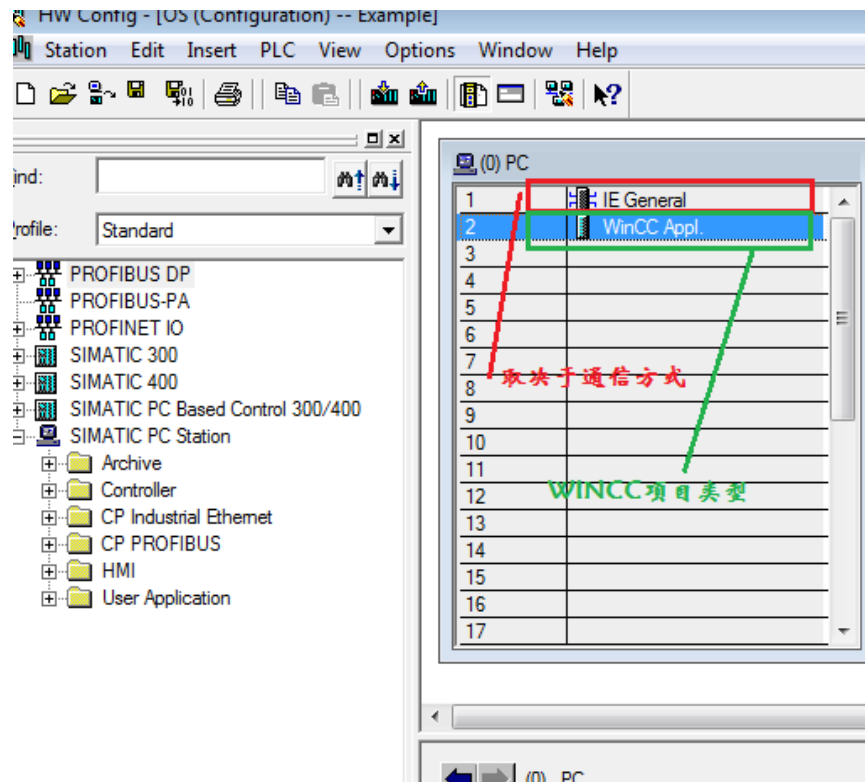 HW Config - [OS (Configuration) -- Example]
Station Edit Insert PLC View Options Window Help
Find:
Profile: Standard
PROFIBUS DP
PROFIBUS-PA
PROFINET IO
SIMATIC 300
SIMATIC 400
SIMATIC PC Based Control 300/400
SIMATIC PC Station
Archive
Controller
CP Industrial Ethernet
CP PROFIBUS
HMI
User Application
(0) PC
1 IE General
2 WinCC Appl.
3
4
5
6
7
8
取决于通信方式
9
10
11
12
WINCC项目类型
13
14
15
16
17
(0) PC